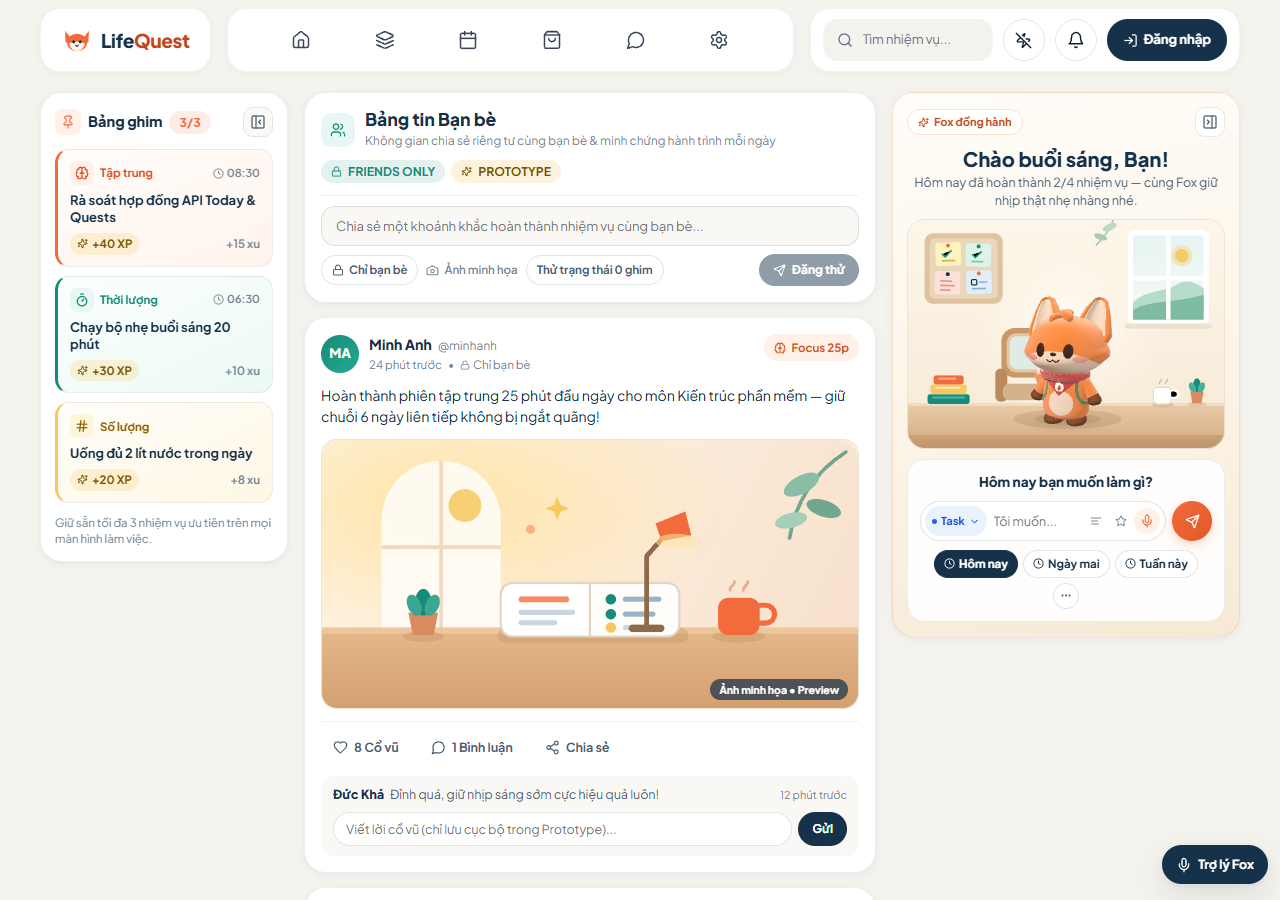 LifeQuest
Tìm nhiệm vụ...
Đăng nhập
Bảng ghim 3/3
Tập trung 08:30
Rà soát hợp đồng API Today & Quests
+40 XP +15 xu
Thời lượng 06:30
Chạy bộ nhẹ buổi sáng 20 phút
+30 XP +10 xu
Số lượng
Uống đủ 2 lít nước trong ngày
+20 XP +8 xu
Giữ sẵn tối đa 3 nhiệm vụ ưu tiên trên mọi màn hình làm việc.
Bảng tin Bạn bè
Không gian chia sẻ riêng tư cùng bạn bè & minh chứng hành trình mỗi ngày
FRIENDS ONLY PROTOTYPE
Chia sẻ một khoảnh khắc hoàn thành nhiệm vụ cùng bạn bè...
Chỉ bạn bè Ảnh minh họa Thử trạng thái 0 ghim Đăng thử
MA Minh Anh @minhanh
24 phút trước • Chỉ bạn bè
Focus 25p
Hoàn thành phiên tập trung 25 phút đầu ngày cho môn Kiến trúc phần mềm — giữ
chuỗi 6 ngày liên tiếp không bị ngắt quãng!
Ảnh minh họa • Preview
8 Cổ vũ 1 Bình luận Chia sẻ
Đức Khá Đỉnh quá, giữ nhịp sáng sớm cực hiệu quả luôn! 12 phút trước
Viết lời cổ vũ (chỉ lưu cục bộ trong Prototype)... Gửi
Fox đồng hành
Chào buổi sáng, Bạn!
Hôm nay đã hoàn thành 2/4 nhiệm vụ — cùng Fox giữ
nhịp thật nhẹ nhàng nhé.
Hôm nay bạn muốn làm gì?
Task Tôi muốn...
Hôm nay Ngày mai Tuần này
...
Trợ lý Fox